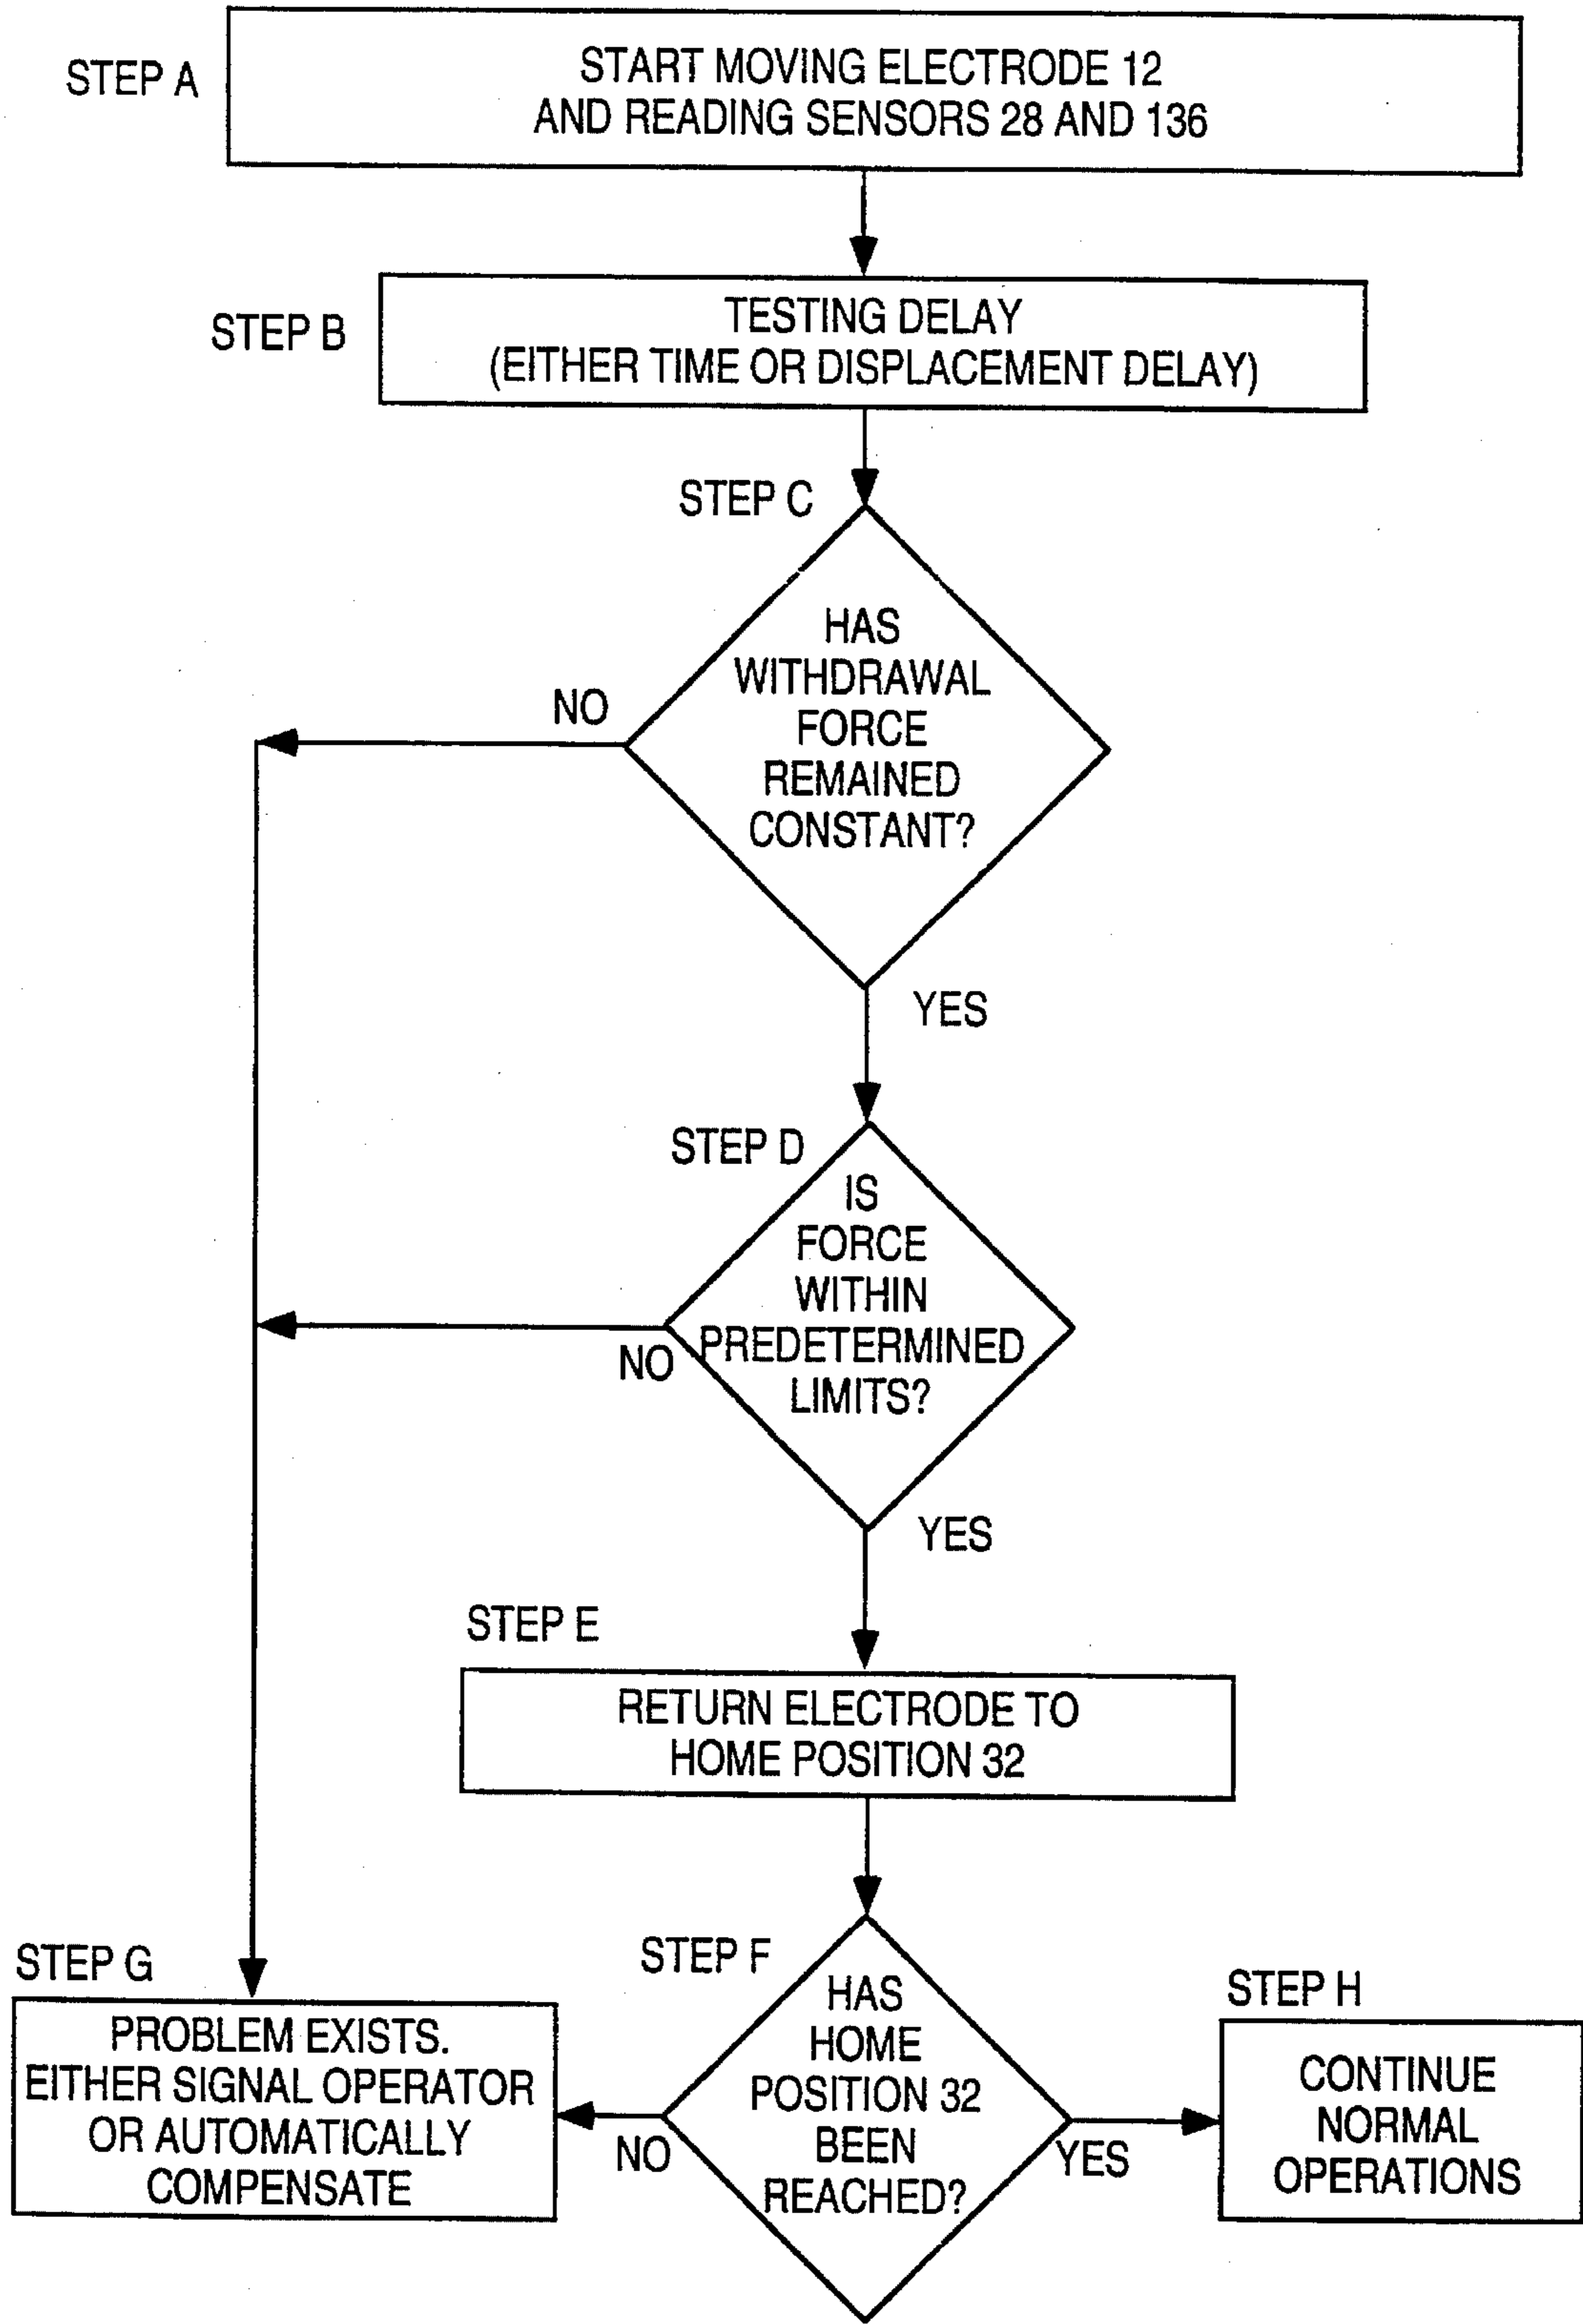 STEP A
START MOVING ELECTRODE 12
AND READING SENSORS 28 AND 136
STEP B
TESTING DELAY
(EITHER TIME OR DISPLACEMENT DELAY)
STEP C
HAS
WITHDRAWAL
FORCE
REMAINED
CONSTANT?
NO
YES
STEP D
IS
FORCE
WITHIN
PREDETERMINED
LIMITS?
NO
YES
STEP E
RETURN ELECTRODE TO
HOME POSITION 32
STEP F
HAS
HOME
POSITION 32
BEEN
REACHED?
NO
YES
STEP G
PROBLEM EXISTS.
EITHER SIGNAL OPERATOR
OR AUTOMATICALLY
COMPENSATE
STEP H
CONTINUE
NORMAL
OPERATIONS